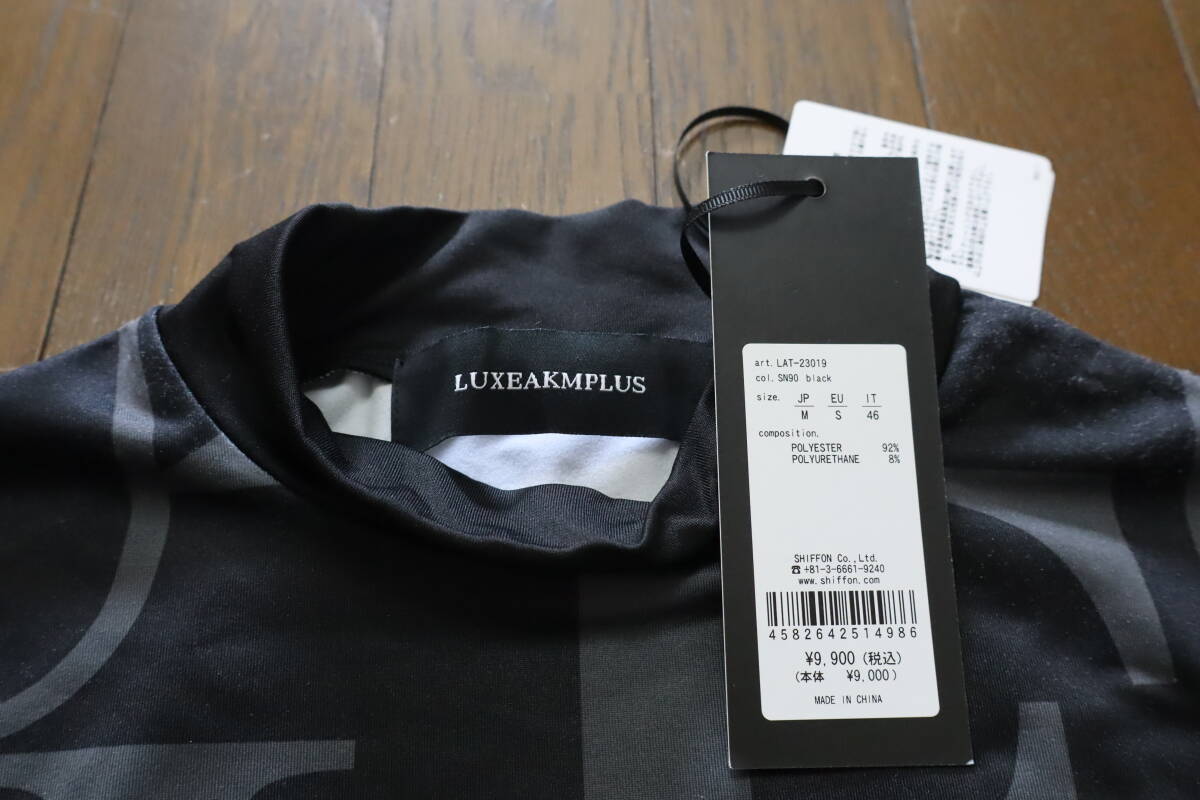 LUXEAKMPLUS
art. LAT-23019
col. SN90 black
size. JP EU IT
M S 46
composition.
POLYESTER 92%
POLYURETHANE 8%
SHIFFON Co., Ltd.
☎ +81-3-6661-9240
www.shiffon.com
4582642514986
¥9,900 (税込)
(本体 ¥9,000)
MADE IN CHINA